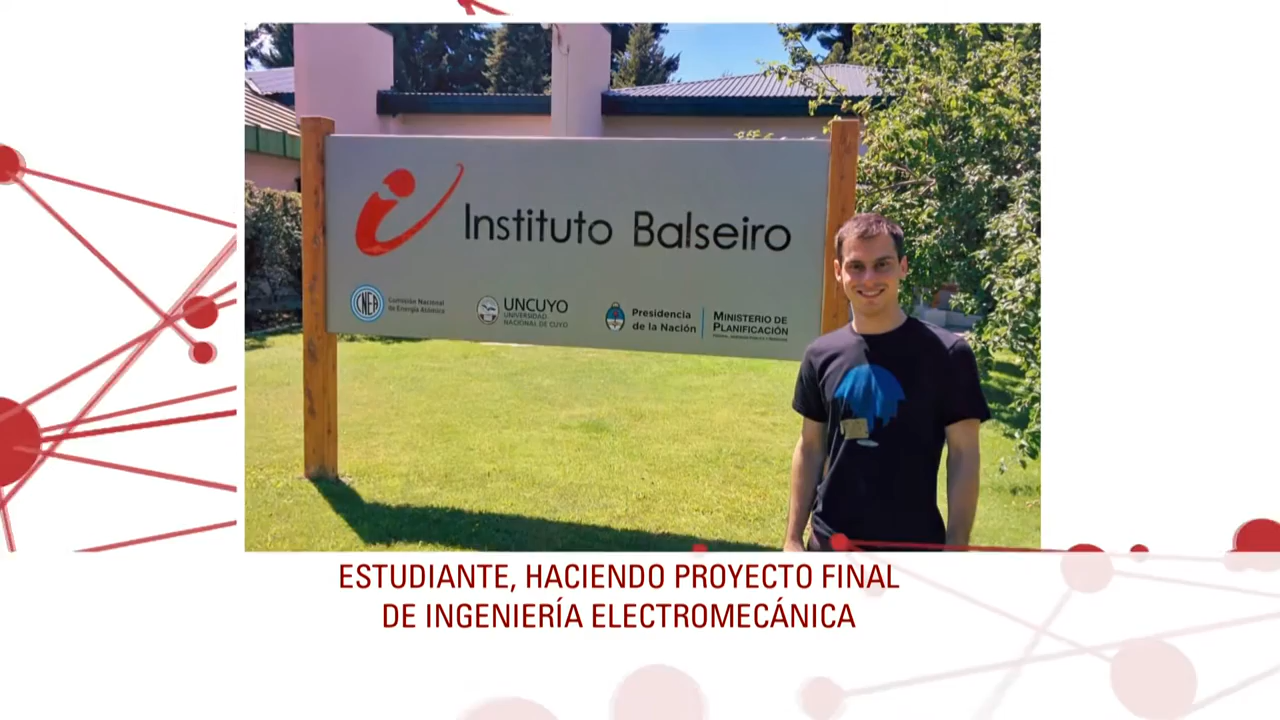 Instituto Balseiro
CNEA
Comisión Nacional
de Energía Atómica
UNCUYO
UNIVERSIDAD
NACIONAL DE CUYO
Presidencia
de la Nación
MINISTERIO DE
PLANIFICACIÓN
ESTUDIANTE, HACIENDO PROYECTO FINAL
DE INGENIERÍA ELECTROMECÁNICA